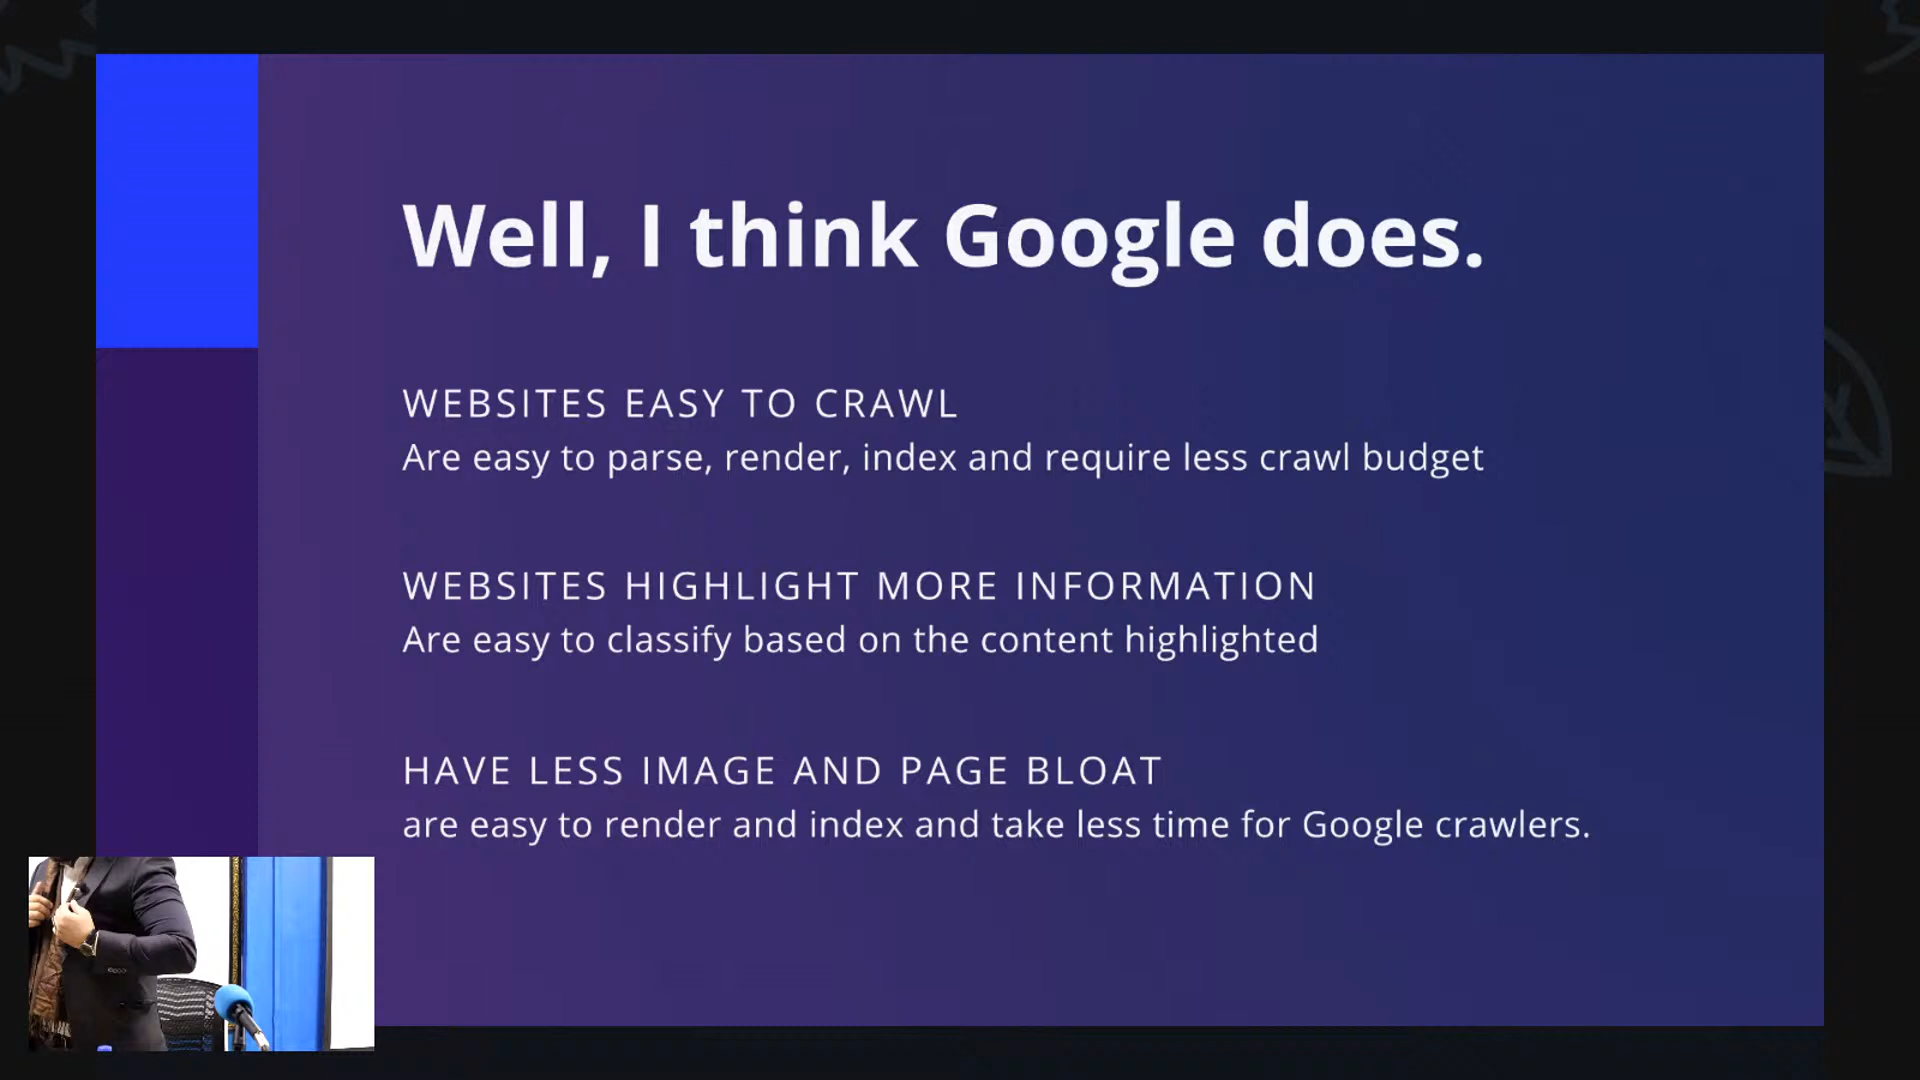 Well, I think Google does.
WEBSITES EASY TO CRAWL
Are easy to parse, render, index and require less crawl budget
WEBSITES HIGHLIGHT MORE INFORMATION
Are easy to classify based on the content highlighted
HAVE LESS IMAGE AND PAGE BLOAT
are easy to render and index and take less time for Google crawlers.